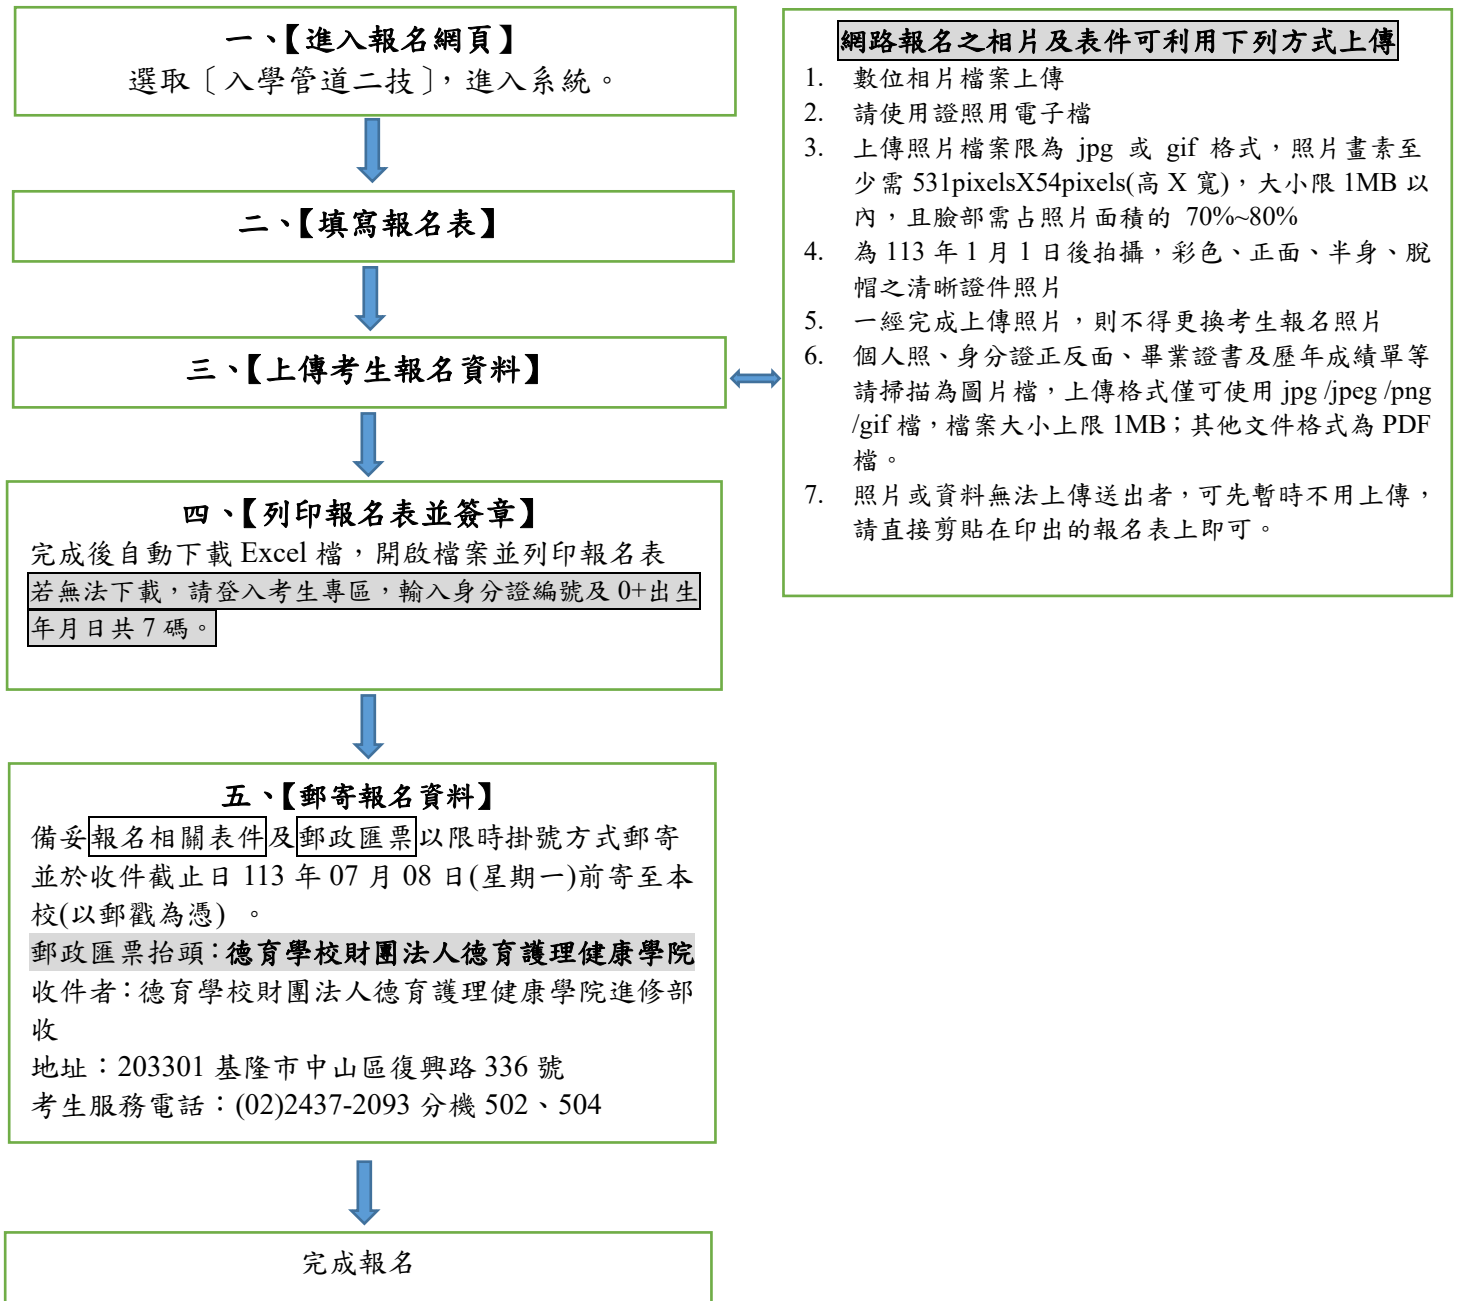 一、【進入報名網頁】
選取〔入學管道二技〕，進入系統。
二、【填寫報名表】
三、【上傳考生報名資料】
網路報名之相片及表件可利用下列方式上傳
1. 數位相片檔案上傳
2. 請使用證照用電子檔
3. 上傳照片檔案限為 jpg 或 gif 格式，照片畫素至
少需 531pixelsX54pixels(高 X 寬)，大小限 1MB 以
內，且臉部需占照片面積的 70%~80%
4. 為 113 年 1 月 1 日後拍攝，彩色、正面、半身、脫
帽之清晰證件照片
5. 一經完成上傳照片，則不得更換考生報名照片
6. 個人照、身分證正反面、畢業證書及歷年成績單等
請掃描為圖片檔，上傳格式僅可使用 jpg /jpeg /png
/gif 檔，檔案大小上限 1MB；其他文件格式為 PDF
檔。
7. 照片或資料無法上傳送出者，可先暫時不用上傳，
請直接剪貼在印出的報名表上即可。
四、【列印報名表並簽章】
完成後自動下載 Excel 檔，開啟檔案並列印報名表
若無法下載，請登入考生專區，輸入身分證編號及 0+出生
年月日共 7 碼。
五、【郵寄報名資料】
備妥報名相關表件及郵政匯票以限時掛號方式郵寄
並於收件截止日 113 年 07 月 08 日(星期一)前寄至本
校(以郵戳為憑) 。
郵政匯票抬頭：德育學校財團法人德育護理健康學院
收件者：德育學校財團法人德育護理健康學院進修部
收
地址：203301 基隆市中山區復興路 336 號
考生服務電話：(02)2437-2093 分機 502、504
完成報名